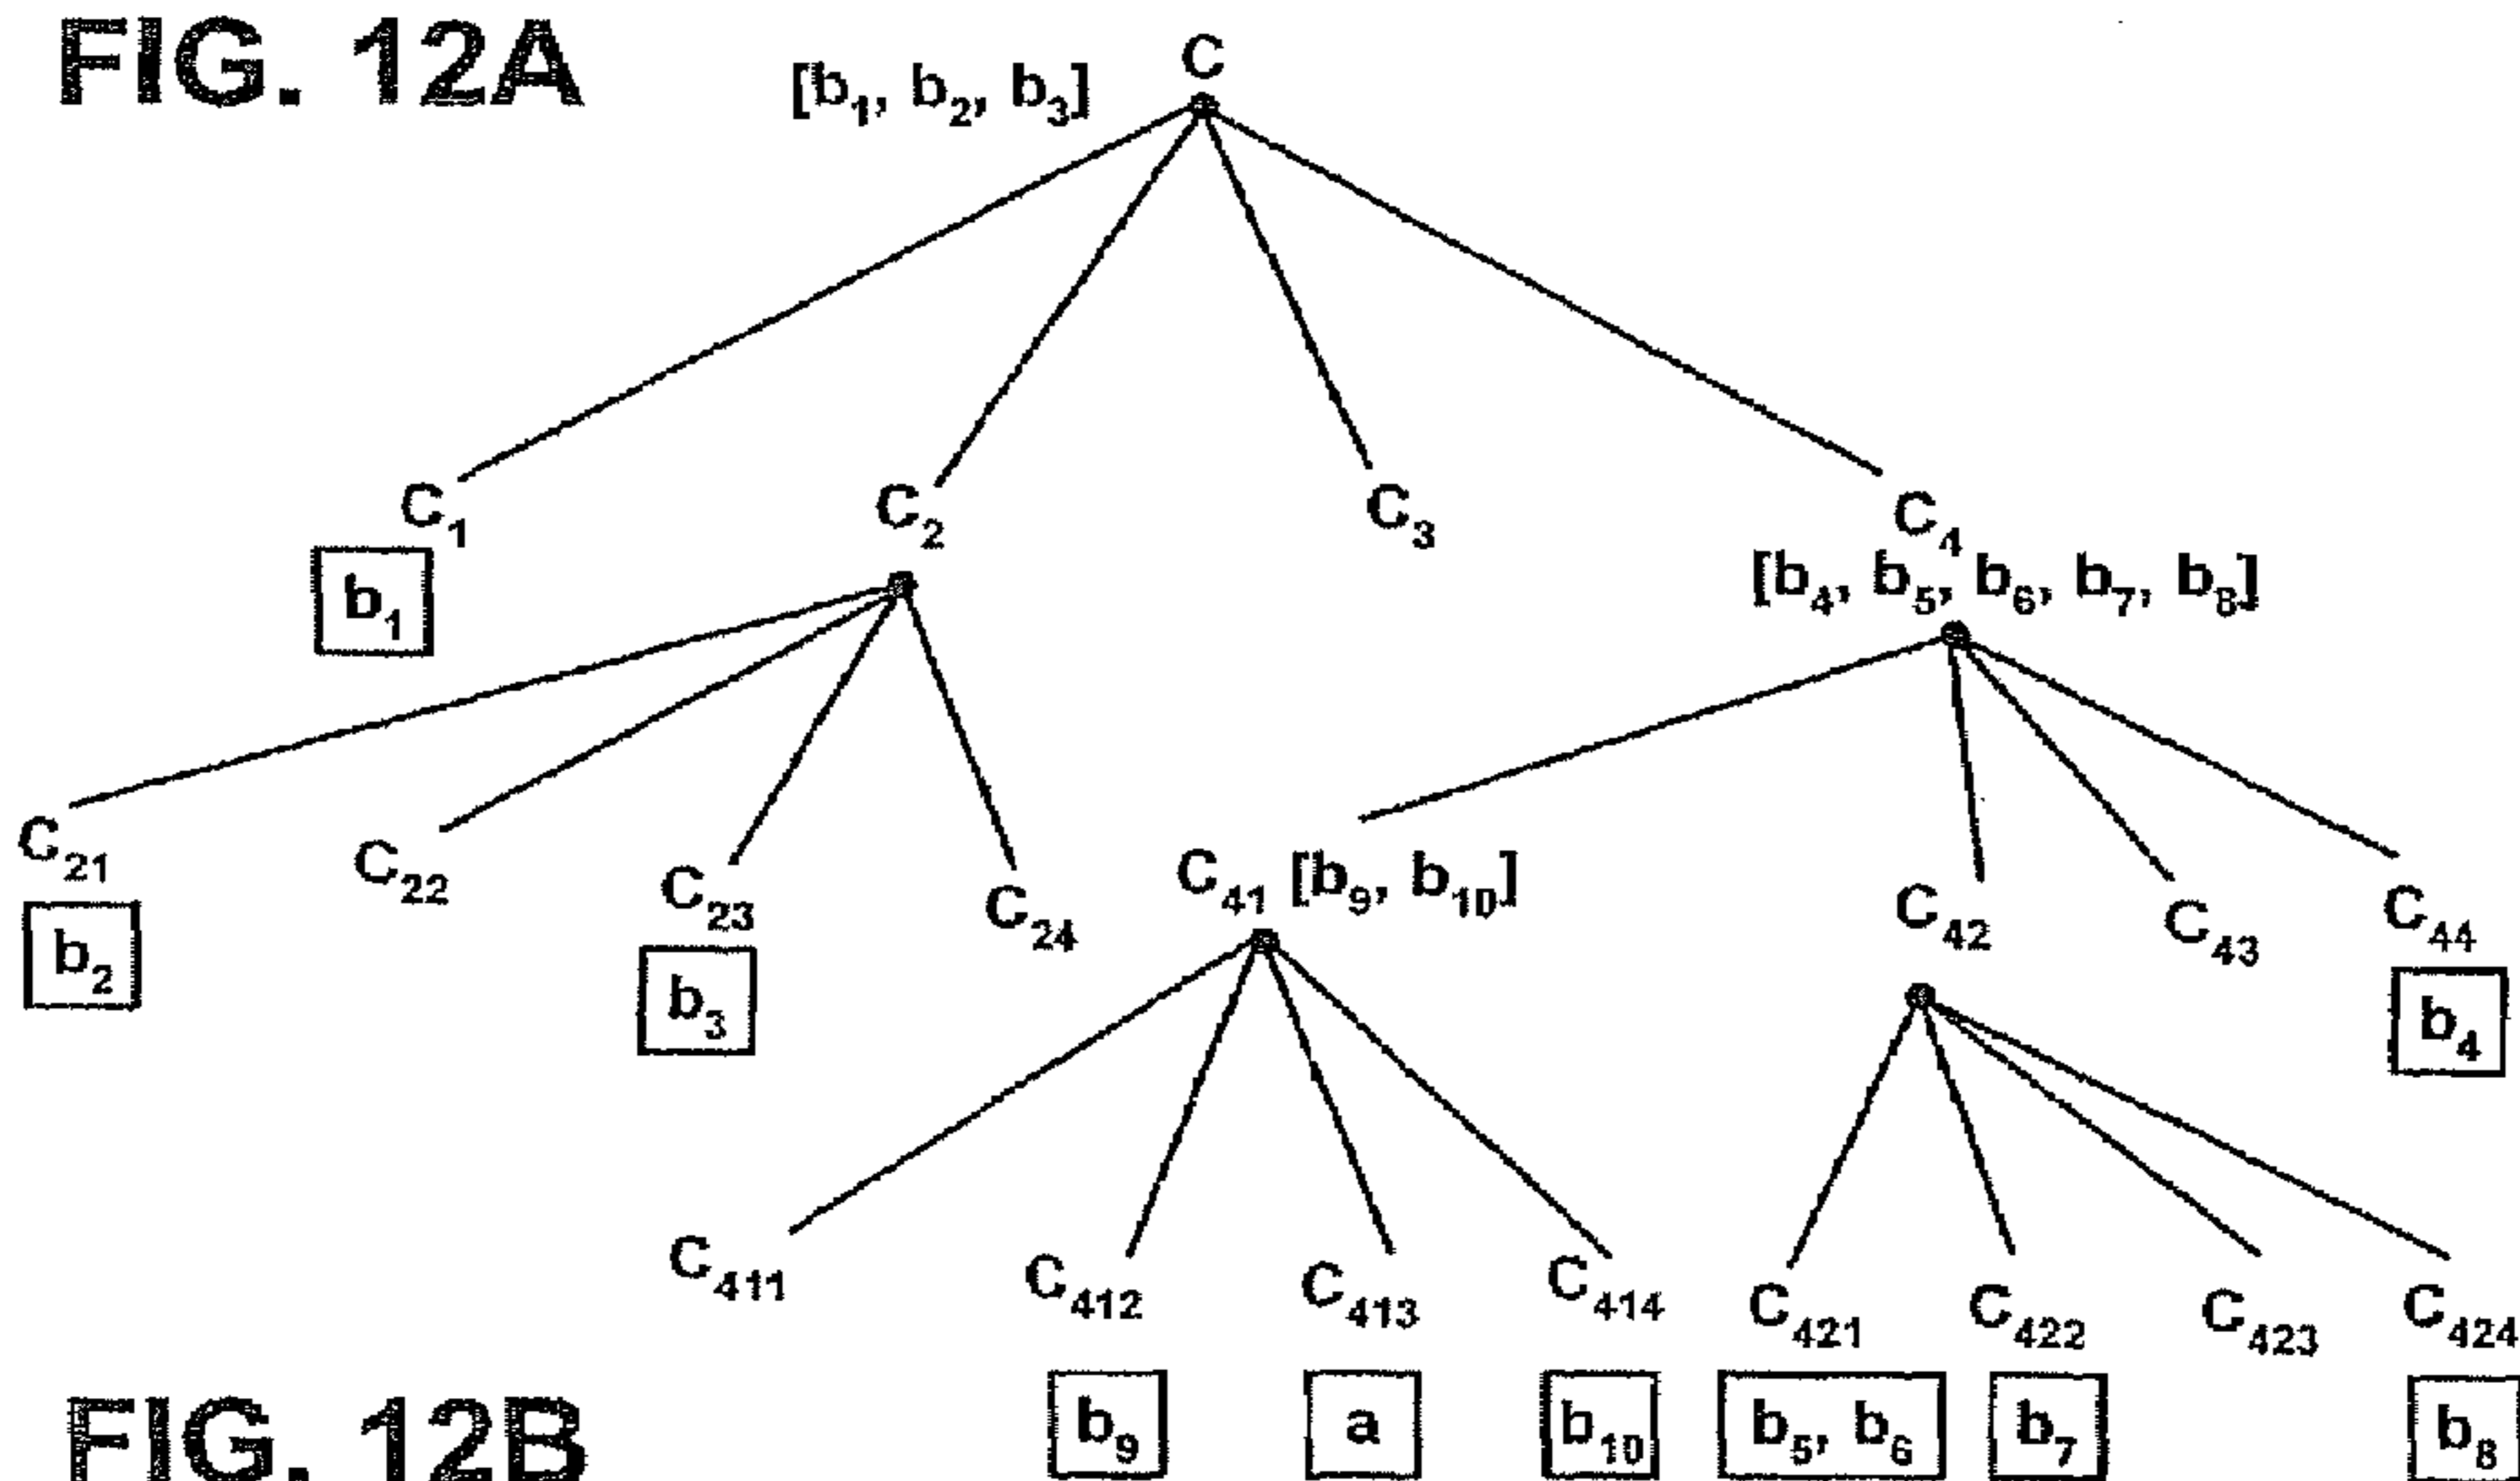 FIG. 12A
C
[b₁, b₂, b₃]
C₁ C₂ C₃ C₄
b₁
[b₄, b₅, b₆, b₇, b₈]
C₂₁ C₂₂ C₂₃ C₂₄ C₄₁ [b₉, b₁₀] C₄₂ C₄₃ C₄₄
b₂ b₃ b₄
C₄₁₁ C₄₁₂ C₄₁₃ C₄₁₄ C₄₂₁ C₄₂₂ C₄₂₃ C₄₂₄
b₉ a b₁₀ b₅, b₆ b₇ b₈
FIG. 12B